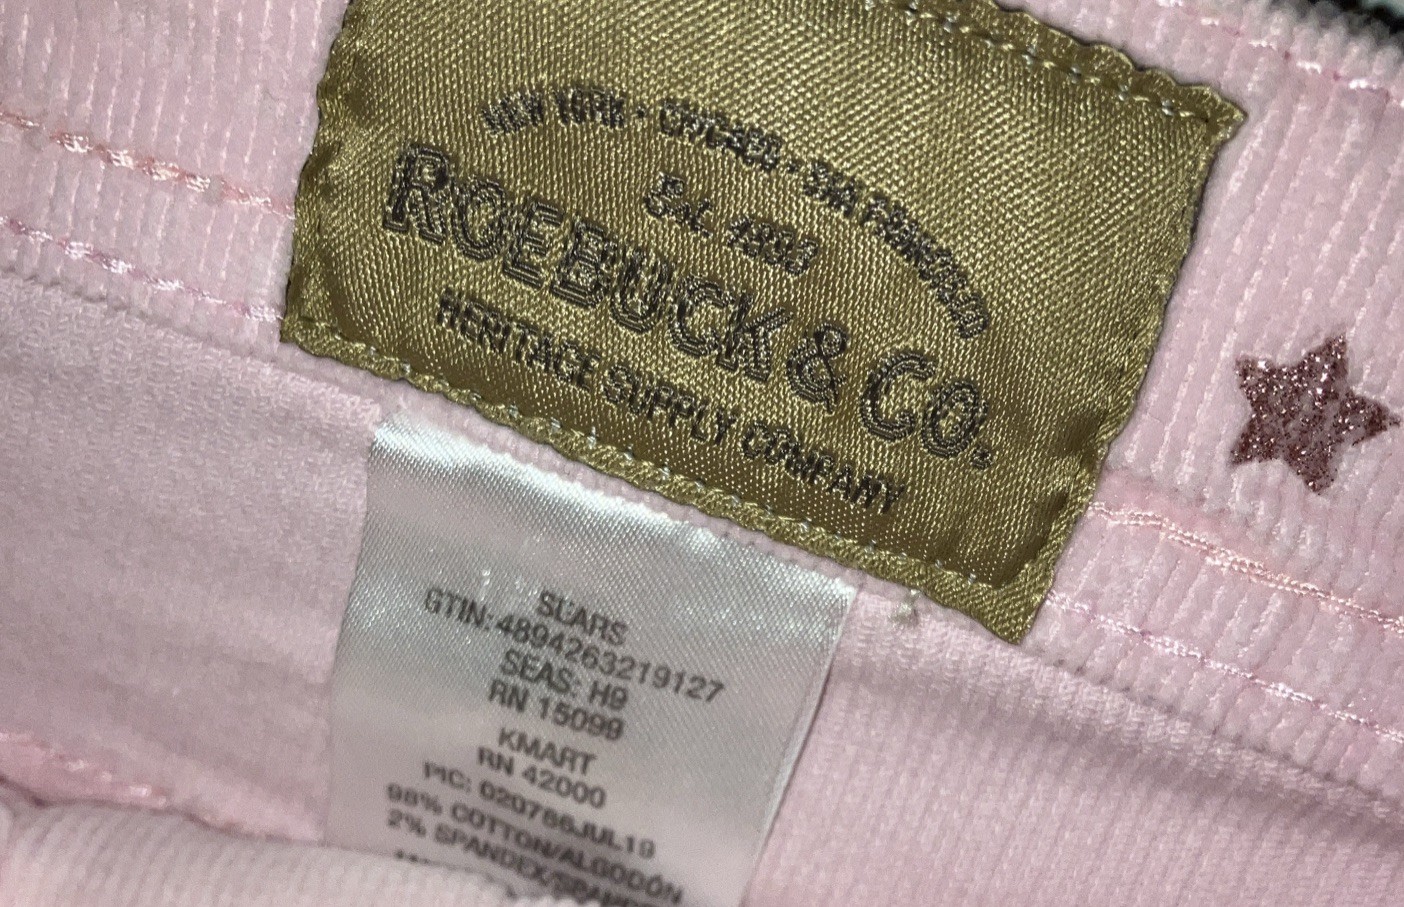 NEW YORK • CHICAGO • SAN FRANCISCO
Est. 1893
ROEBUCK & CO.
HERITAGE SUPPLY COMPANY
SEARS
GTIN: 4894263219127
SEAS: H9
RN 15099
KMART
RN 42000
PIC: 020786JUL19
98% COTTON/ALGODÓN
2% SPANDEX/